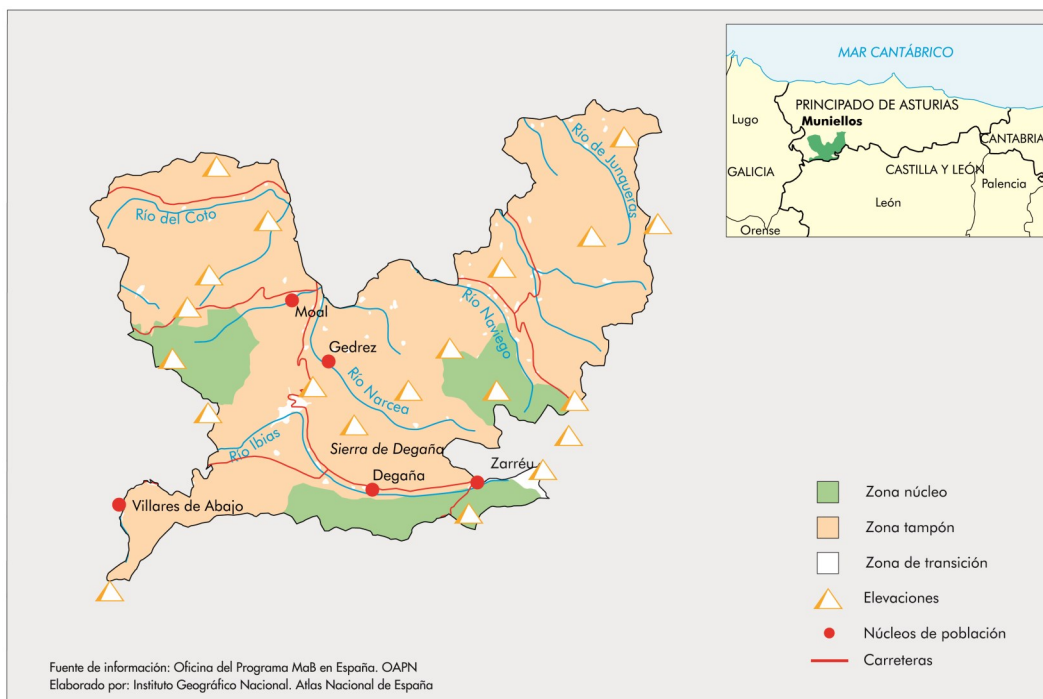 MAR CANTÁBRICO
PRINCIPADO DE ASTURIAS
Lugo
Muniellos
CANTABRIA
GALICIA
CASTILLA Y LEÓN
Palencia
León
Orense
Río de Junqueras
Río del Coto
Río Naviego
Moal
Gedrez
Río Narcea
Río Ibias
Sierra de Degaña
Zarréu
Degaña
Villares de Abajo
Zona núcleo
Zona tampón
Zona de transición
Elevaciones
Núcleos de población
Carreteras
Fuente de información: Oficina del Programa MaB en España. OAPN
Elaborado por: Instituto Geográfico Nacional. Atlas Nacional de España